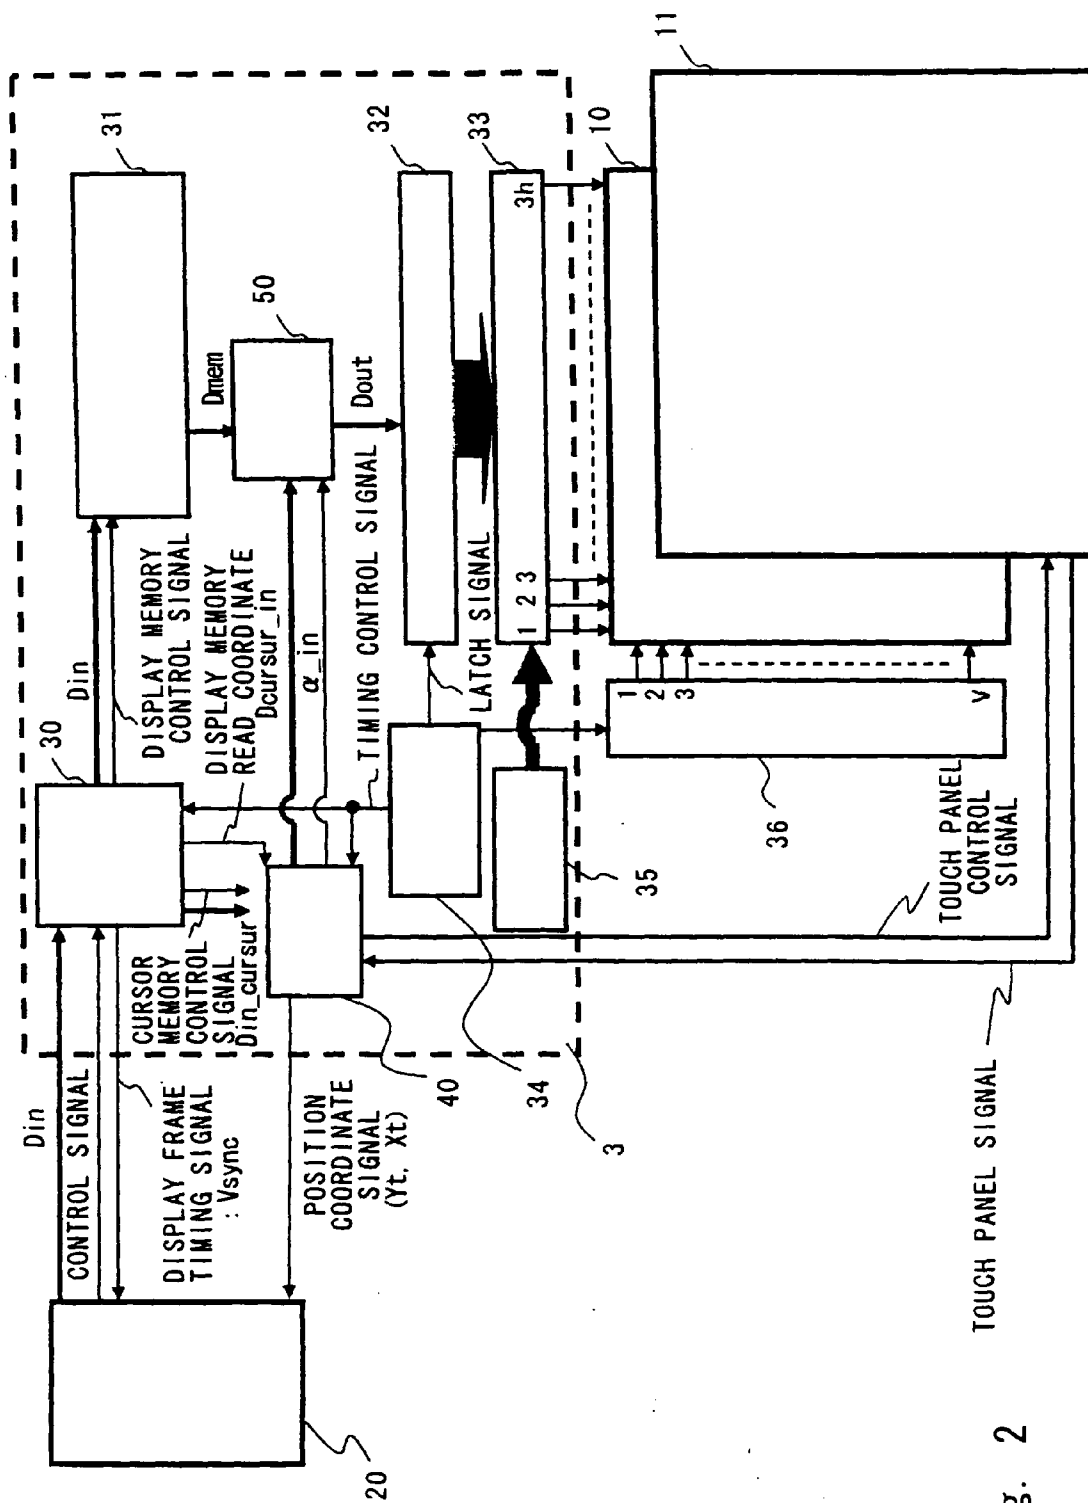 11
31
32
33
10
3h
50
Dmem
Dout
Din
DISPLAY MEMORY
CONTROL SIGNAL
DISPLAY MEMORY
READ COORDINATE
Dcursur_in
α_in
TIMING CONTROL SIGNAL
LATCH SIGNAL
1 2 3
30
1
2
3
V
36
35
TOUCH PANEL
CONTROL
SIGNAL
CURSOR
MEMORY
CONTROL
SIGNAL
Din_cursur
40
34
3
Din
CONTROL SIGNAL
DISPLAY FRAME
TIMING SIGNAL
: Vsync
POSITION
COORDINATE
SIGNAL
(Yt, Xt)
TOUCH PANEL SIGNAL
20
g. 2